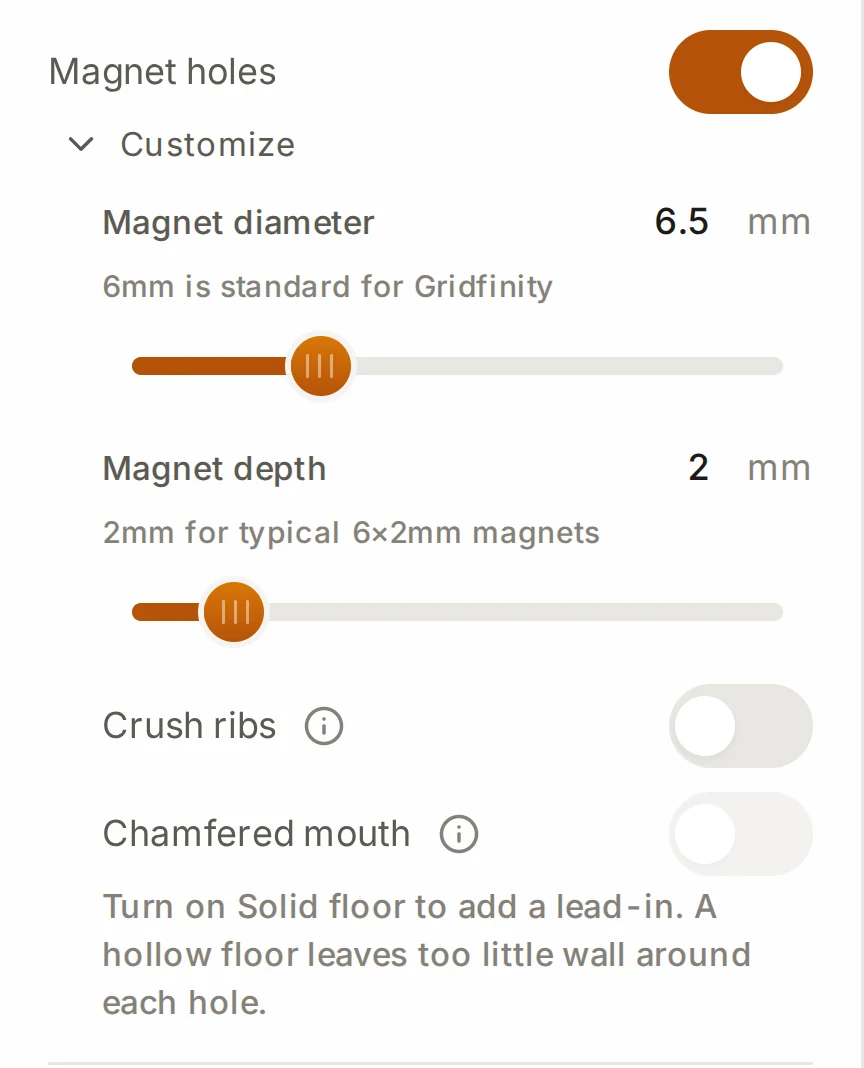 Magnet holes
Customize
Magnet diameter 6.5 mm
6mm is standard for Gridfinity
Magnet depth 2 mm
2mm for typical 6×2mm magnets
Crush ribs
Chamfered mouth
Turn on Solid floor to add a lead-in. A
hollow floor leaves too little wall around
each hole.